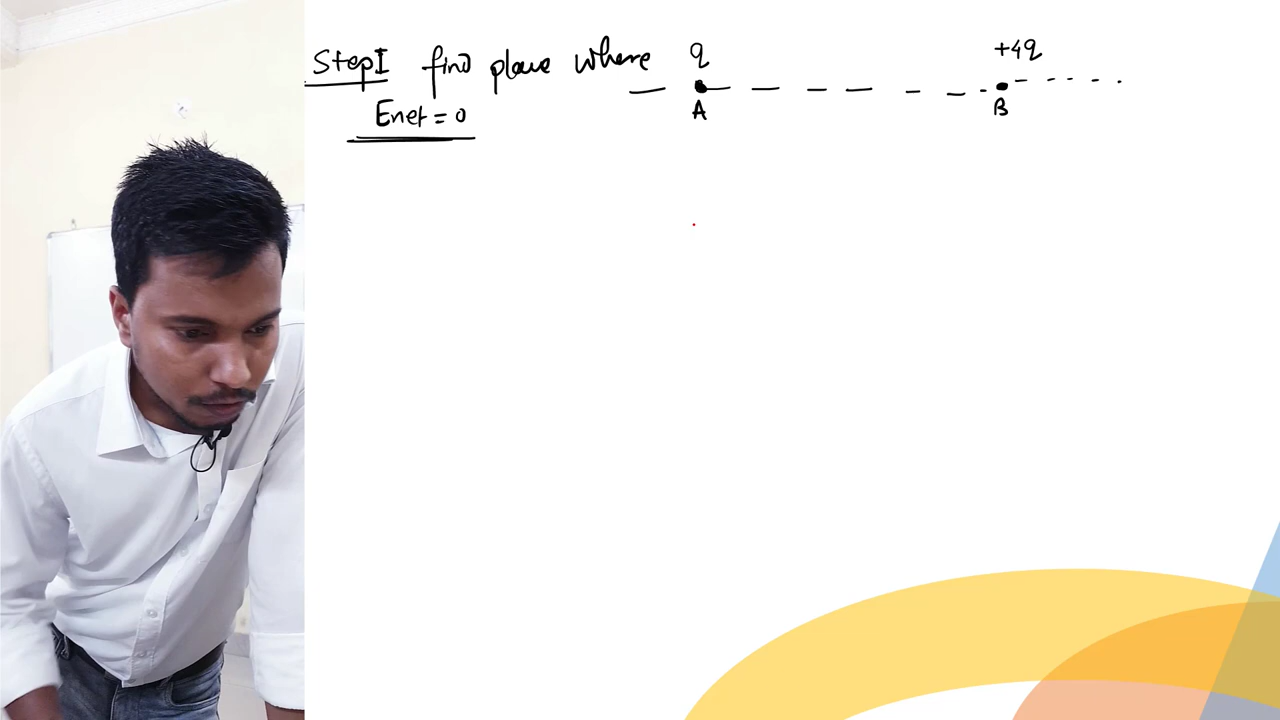 StepI find place where
Enet = 0
q
+4q
A
B